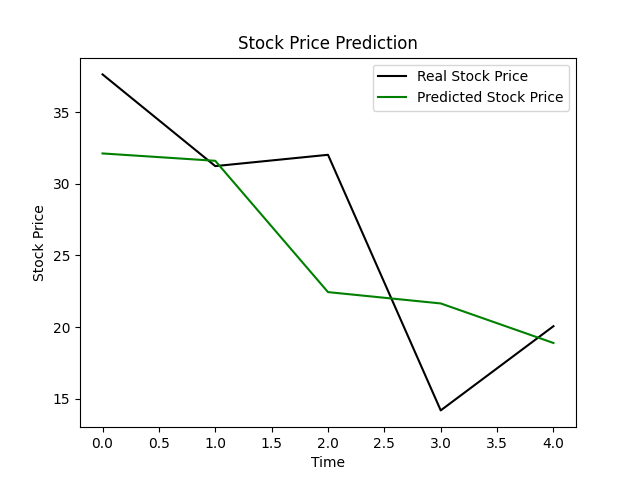 Stock Price Prediction
Real Stock Price
Predicted Stock Price
Stock Price
35
30
25
20
15
0.0 0.5 1.0 1.5 2.0 2.5 3.0 3.5 4.0
Time